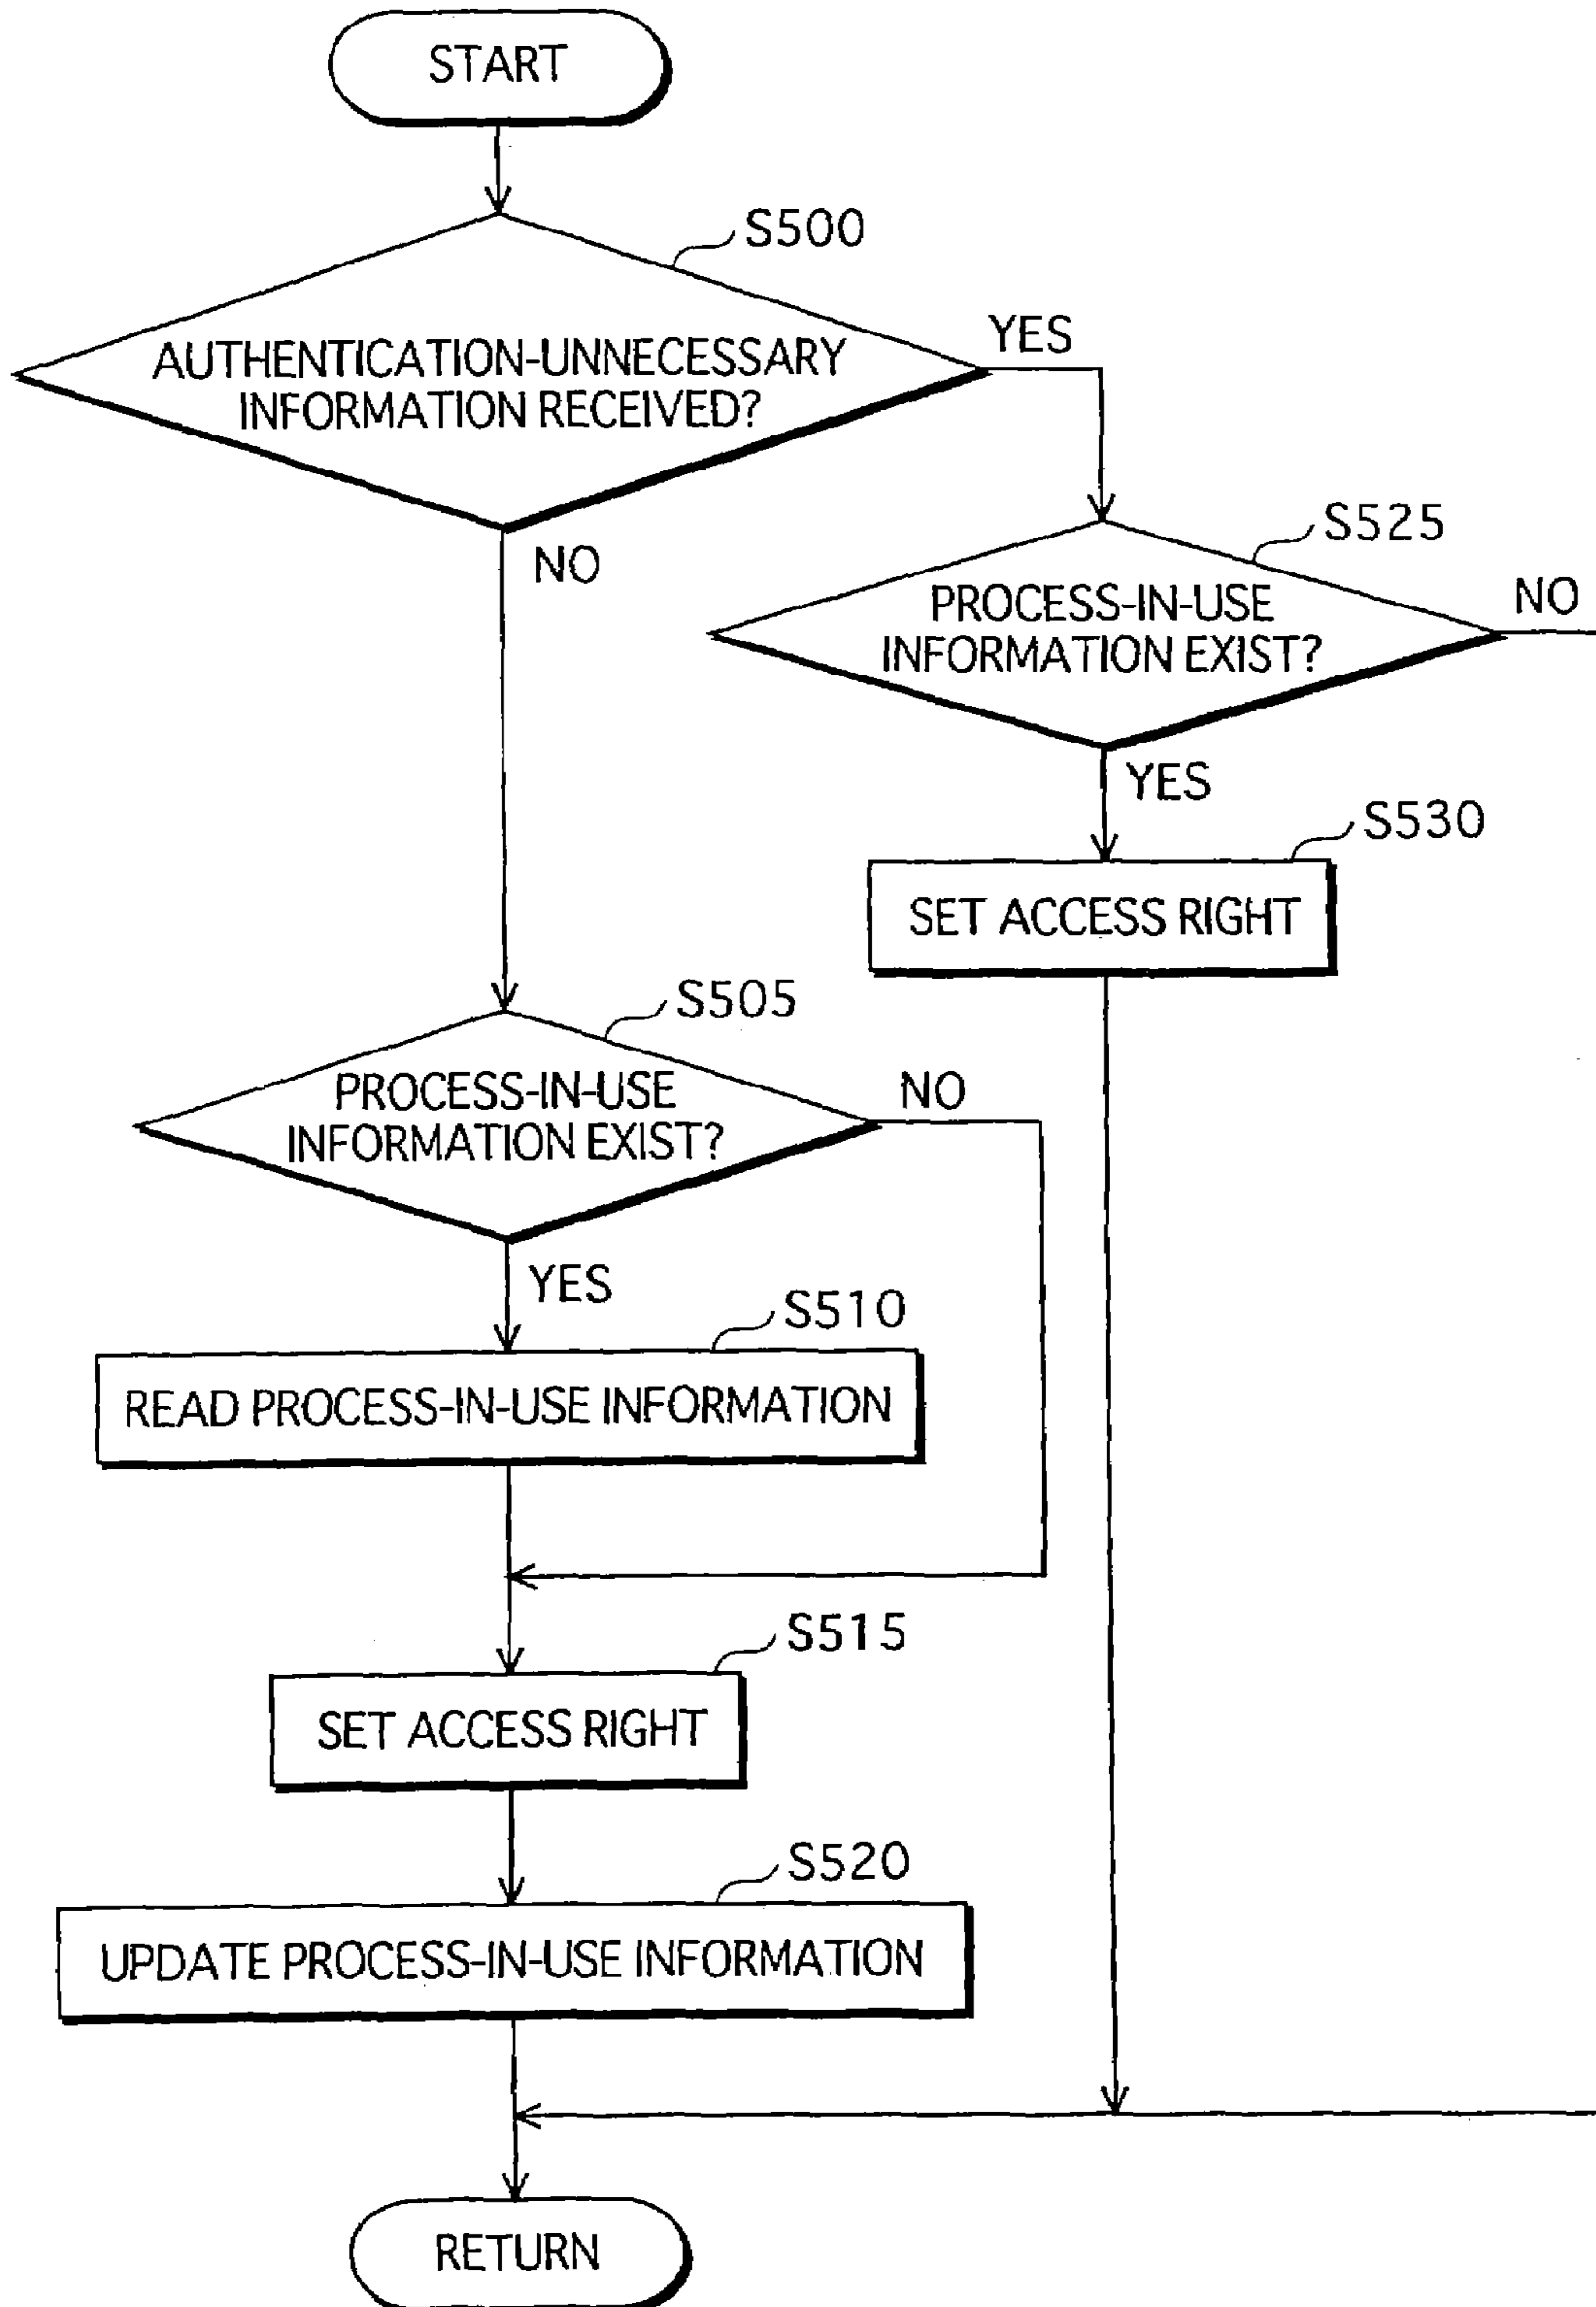 START
S500
AUTHENTICATION-UNNECESSARY
INFORMATION RECEIVED?
YES
NO
S525
PROCESS-IN-USE
INFORMATION EXIST?
NO
YES
S530
SET ACCESS RIGHT
S505
PROCESS-IN-USE
INFORMATION EXIST?
NO
YES
S510
READ PROCESS-IN-USE INFORMATION
S515
SET ACCESS RIGHT
S520
UPDATE PROCESS-IN-USE INFORMATION
RETURN